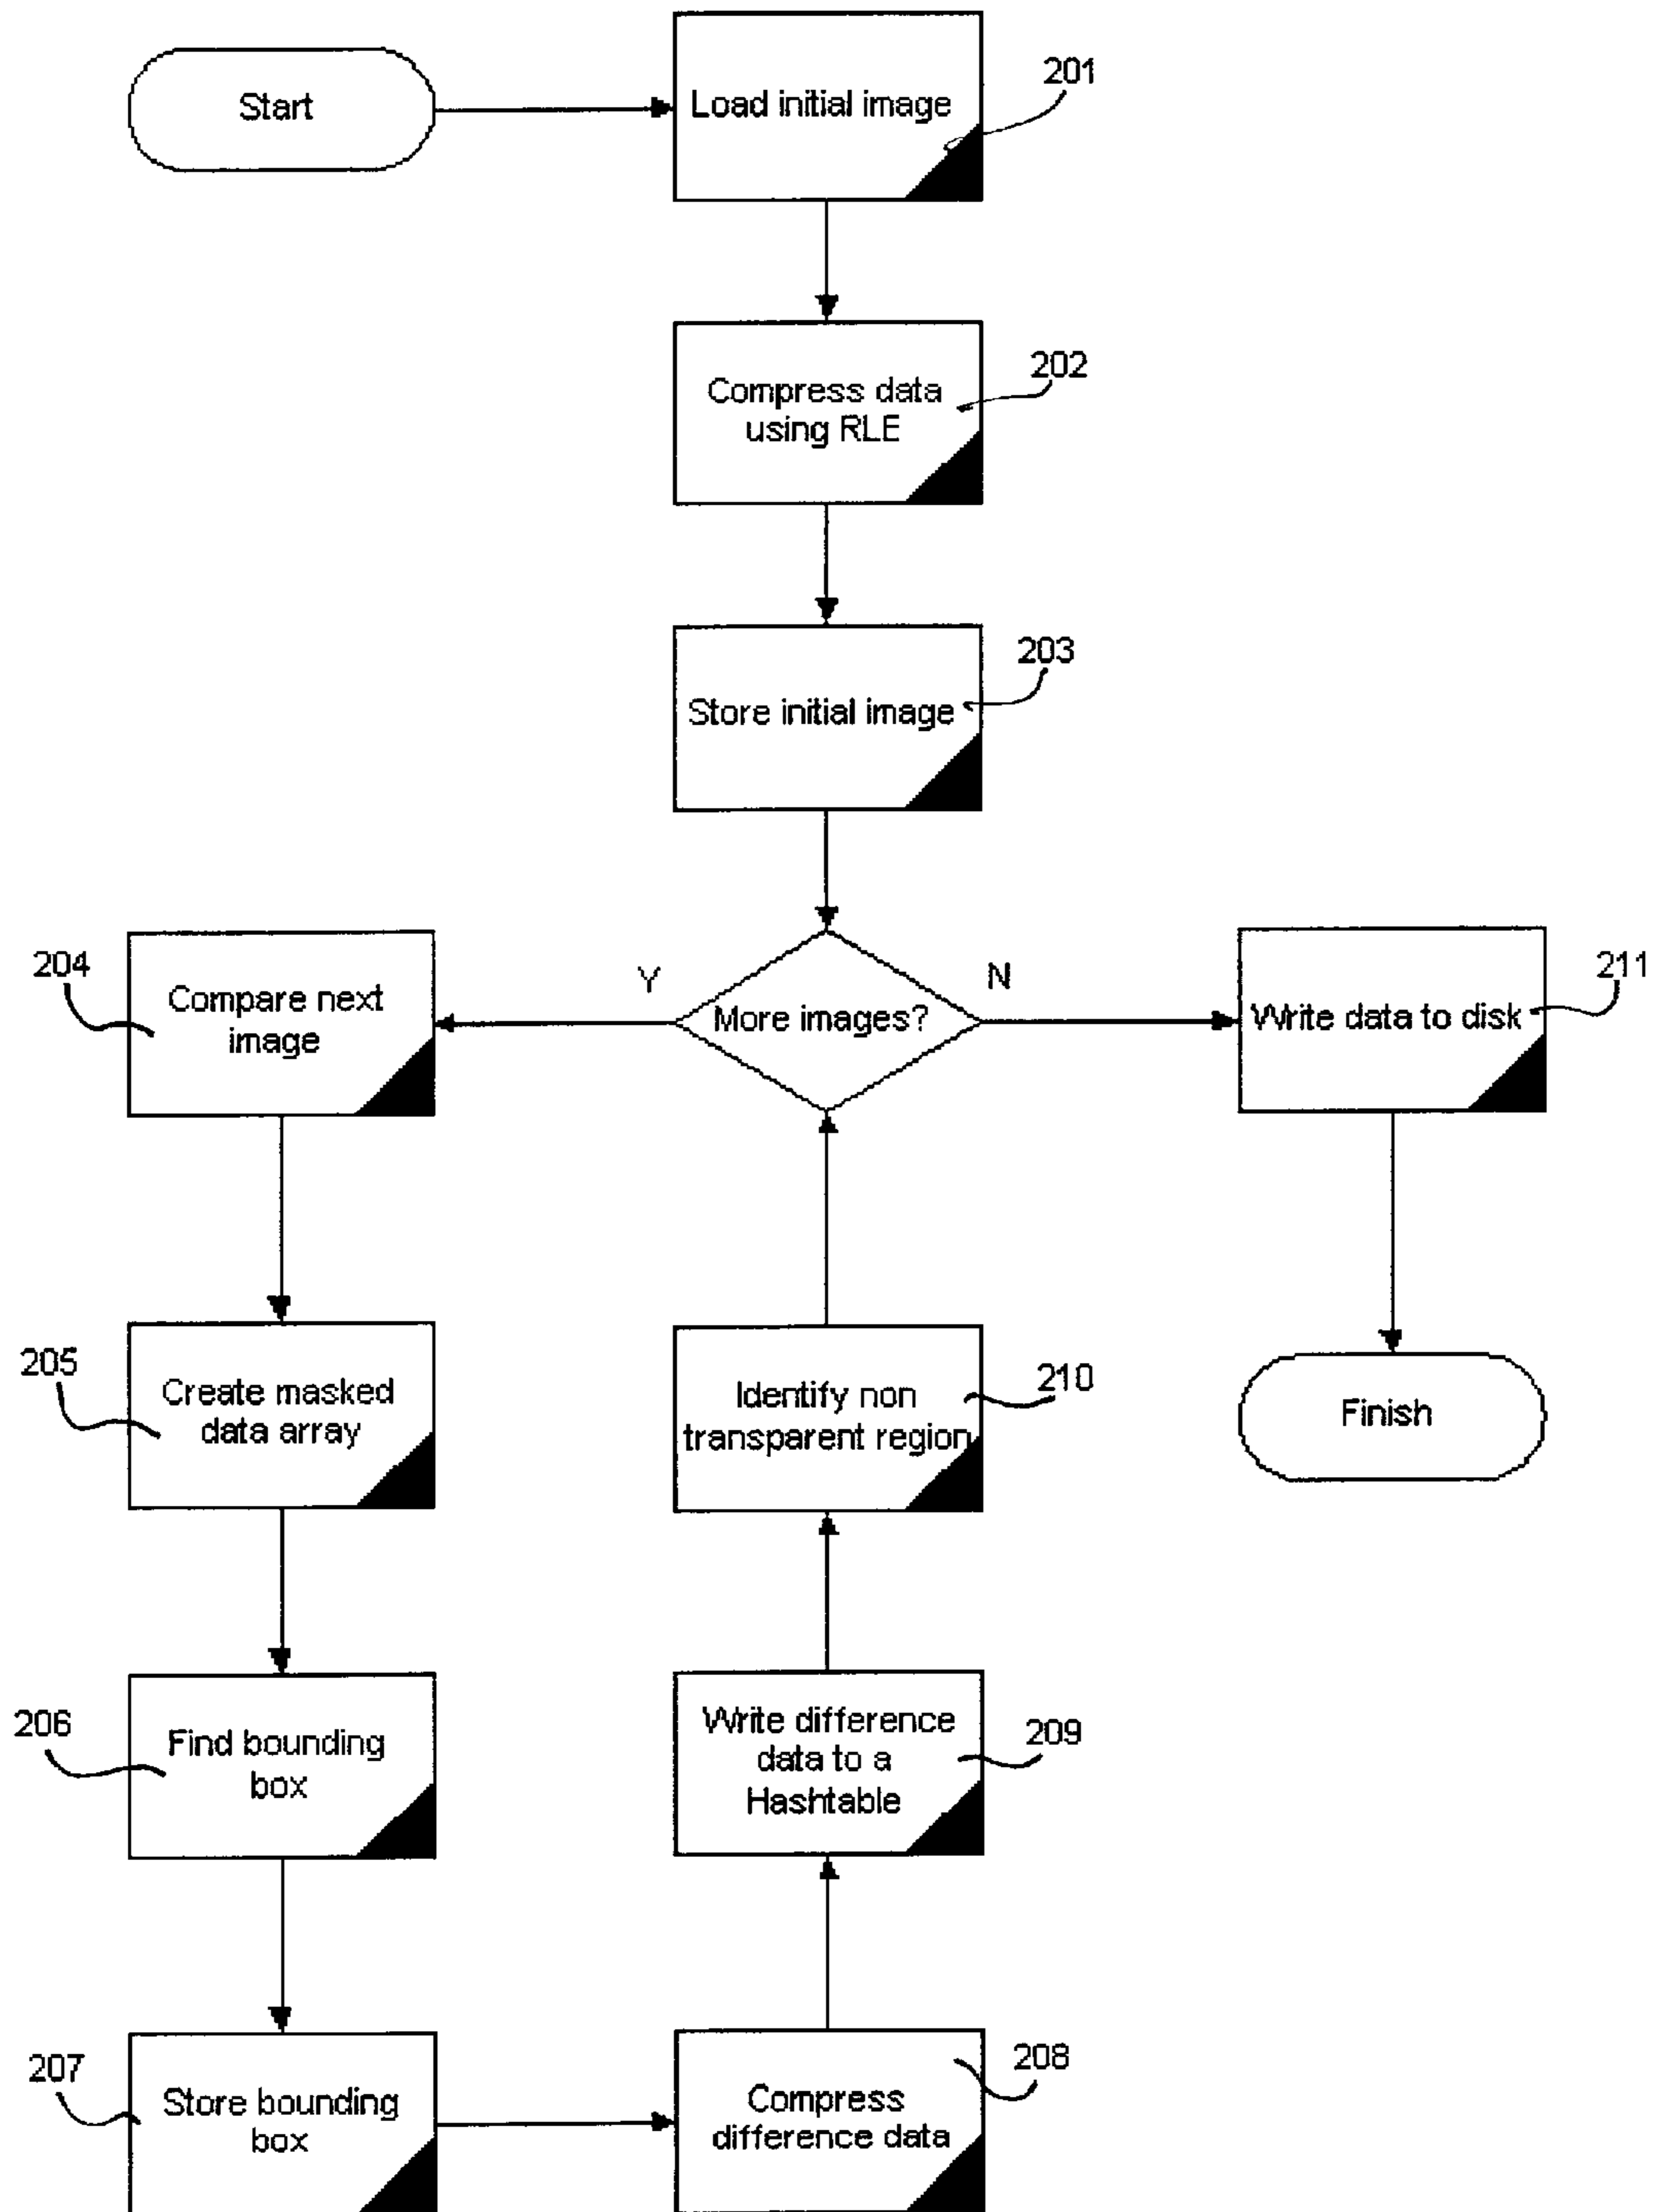 Start
Load initial image
201
Compress data
using RLE
202
Store initial image
203
More images?
Y
N
204
Compare next
image
Write data to disk
211
205
Create masked
data array
Identify non
transparent region
210
Finish
206
Find bounding
box
Write difference
data to a
Hashtable
209
207
Store bounding
box
Compress
difference data
208